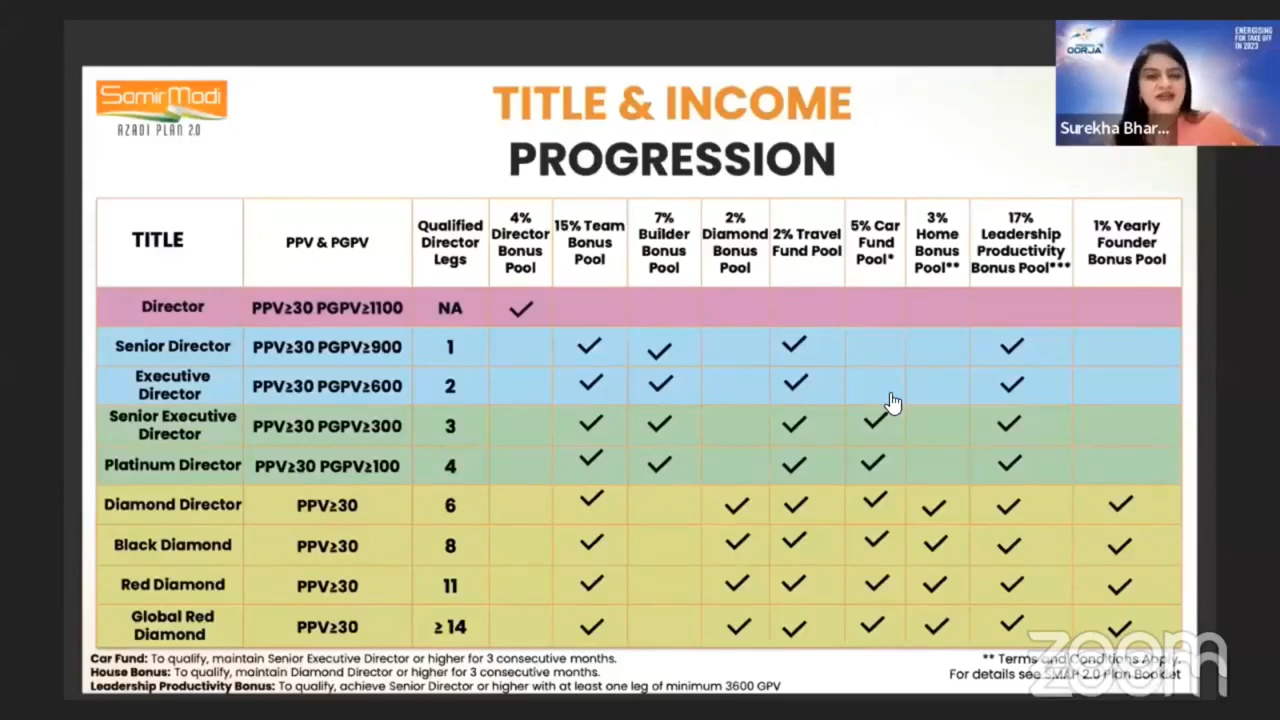 ENERGISING
FOR TAKE OFF
IN 2023
OORJA
Surekha Bhar...
Samir Modi
AZADI PLAN 2.0
TITLE & INCOME
PROGRESSION
TITLE
PPV & PGPV
Qualified
Director
Legs
4%
Director
Bonus
Pool
15% Team
Bonus
Pool
7%
Builder
Bonus
Pool
2%
Diamond
Bonus
Pool
2% Travel
Fund Pool
5% Car
Fund
Pool*
3%
Home
Bonus
Pool**
17%
Leadership
Productivity
Bonus Pool***
1% Yearly
Founder
Bonus Pool
Director PPV≥30 PGPV≥1100 NA ✓
Senior Director PPV≥30 PGPV≥900 1 ✓ ✓ ✓ ✓
Executive
Director PPV≥30 PGPV≥600 2 ✓ ✓ ✓ ✓
Senior Executive
Director PPV≥30 PGPV≥300 3 ✓ ✓ ✓ ✓ ✓
Platinum Director PPV≥30 PGPV≥100 4 ✓ ✓ ✓ ✓ ✓
Diamond Director PPV≥30 6 ✓ ✓ ✓ ✓ ✓ ✓ ✓
Black Diamond PPV≥30 8 ✓ ✓ ✓ ✓ ✓ ✓ ✓
Red Diamond PPV≥30 11 ✓ ✓ ✓ ✓ ✓ ✓ ✓
Global Red
Diamond PPV≥30 ≥ 14 ✓ ✓ ✓ ✓ ✓ ✓ ✓
Car Fund: To qualify, maintain Senior Executive Director or higher for 3 consecutive months.
House Bonus: To qualify, maintain Diamond Director or higher for 3 consecutive months.
Leadership Productivity Bonus: To qualify, achieve Senior Director or higher with at least one leg of minimum 3600 GPV
** Terms and Conditions Apply.
For details see SMAP 2.0 Plan Booklet
zoom